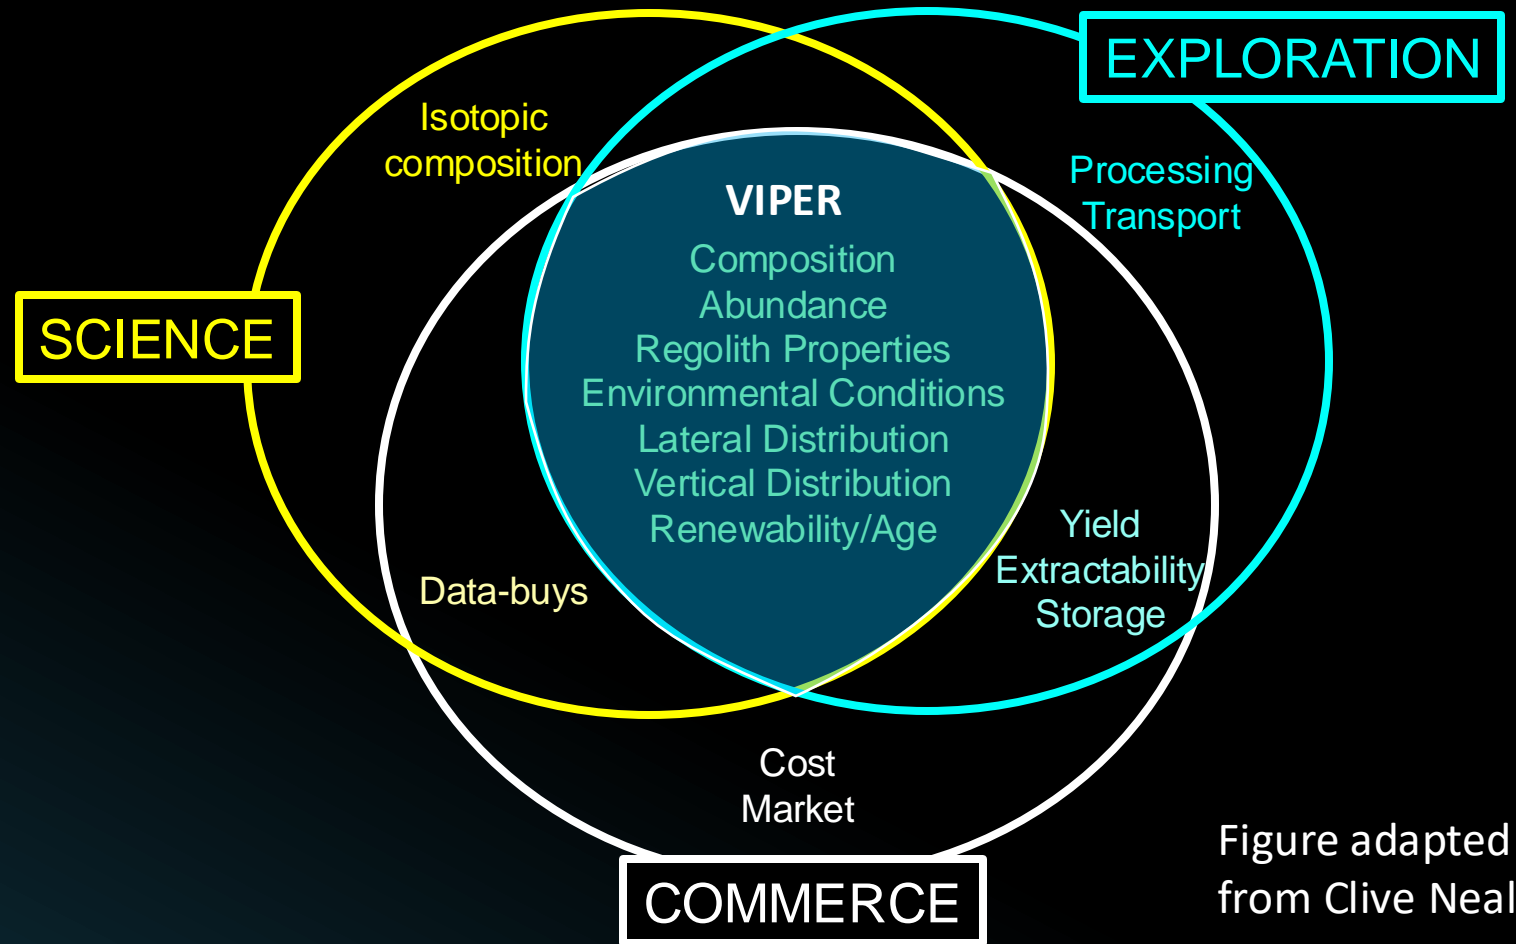 EXPLORATION
Isotopic
composition
Processing
Transport
VIPER
Composition
Abundance
Regolith Properties
Environmental Conditions
Lateral Distribution
Vertical Distribution
Renewability/Age
SCIENCE
Yield
Extractability
Storage
Data-buys
Cost
Market
COMMERCE
Figure adapted
from Clive Neal